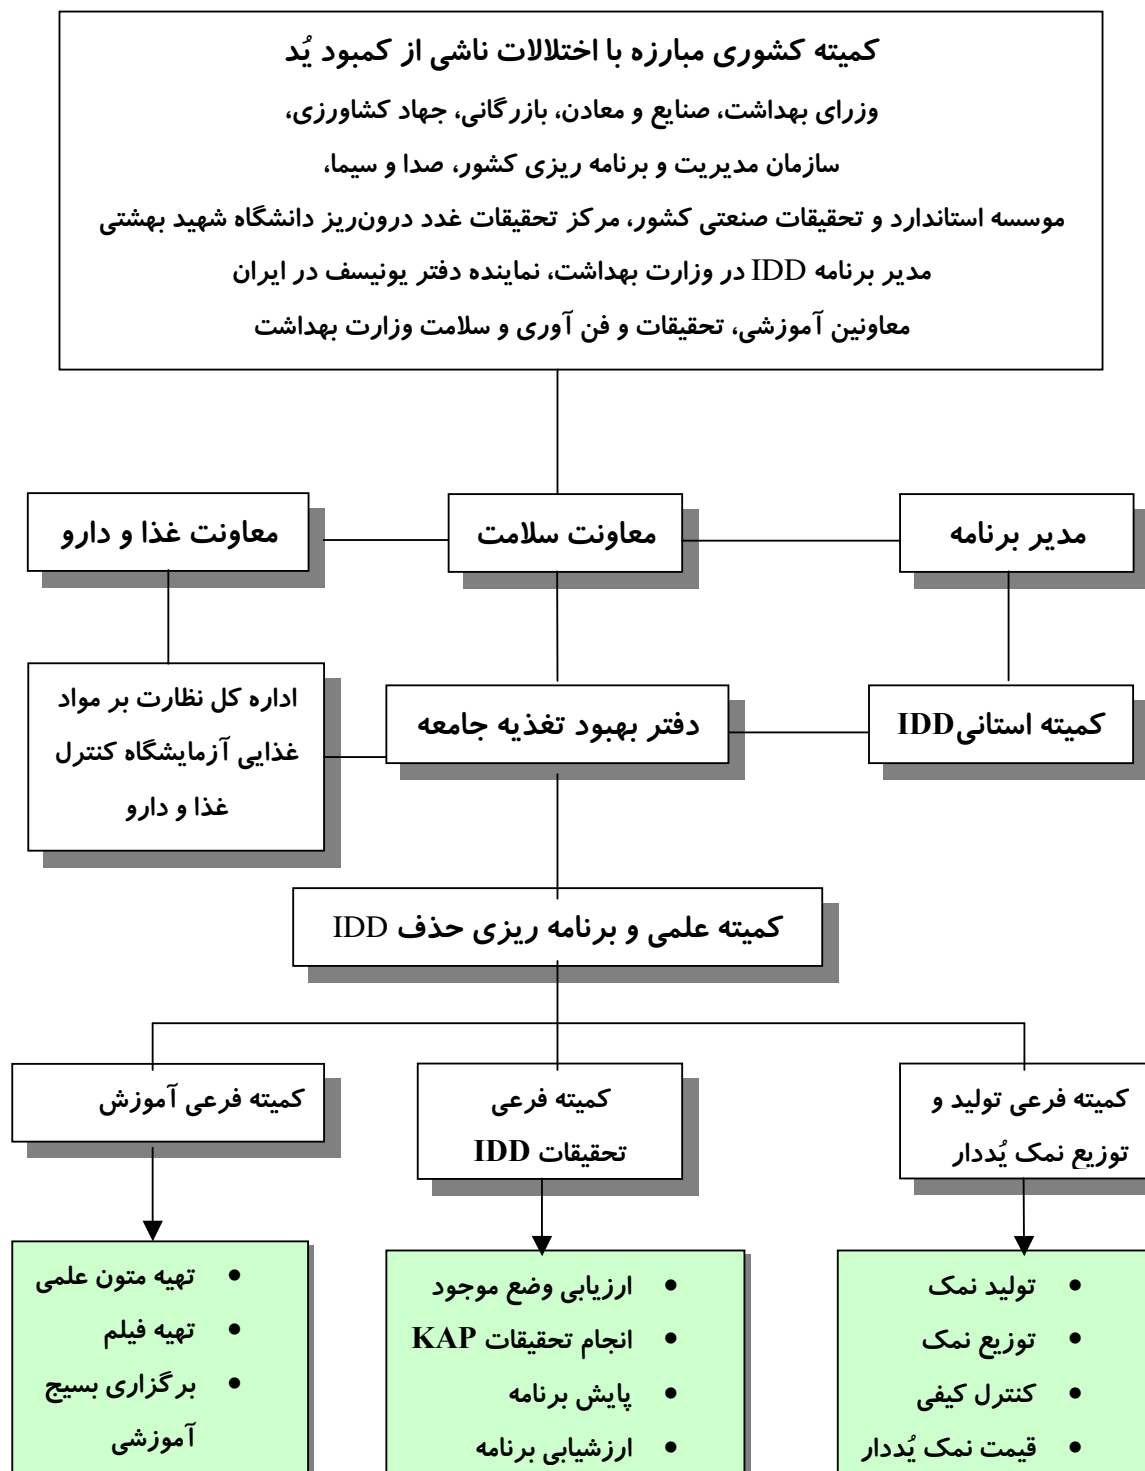 کمیته کشوری مبارزه با اختلالات ناشی از کمبود یُد
وزرای بهداشت، صنایع و معادن، بازرگانی، جهاد کشاورزی،
سازمان مدیریت و برنامه ریزی کشور، صدا و سیما،
موسسه استاندارد و تحقیقات صنعتی کشور، مرکز تحقیقات غدد درون‌ریز دانشگاه شهید بهشتی
مدیر برنامه IDD در وزارت بهداشت، نماینده دفتر یونیسف در ایران
معاونین آموزشی، تحقیقات و فن آوری و سلامت وزارت بهداشت
مدیر برنامه
معاونت سلامت
معاونت غذا و دارو
کمیته استانیIDD
دفتر بهبود تغذیه جامعه
اداره کل نظارت بر مواد
غذایی آزمایشگاه کنترل
غذا و دارو
کمیته علمی و برنامه ریزی حذف IDD
کمیته فرعی تولید و
توزیع نمک یُددار
کمیته فرعی
تحقیقات IDD
کمیته فرعی آموزش
• تولید نمک
• توزیع نمک
• کنترل کیفی
• قیمت نمک یُددار
• ارزیابی وضع موجود
• انجام تحقیقات KAP
• پایش برنامه
• ارزشیابی برنامه
• تهیه متون علمی
• تهیه فیلم
• برگزاری بسیج
آموزشی